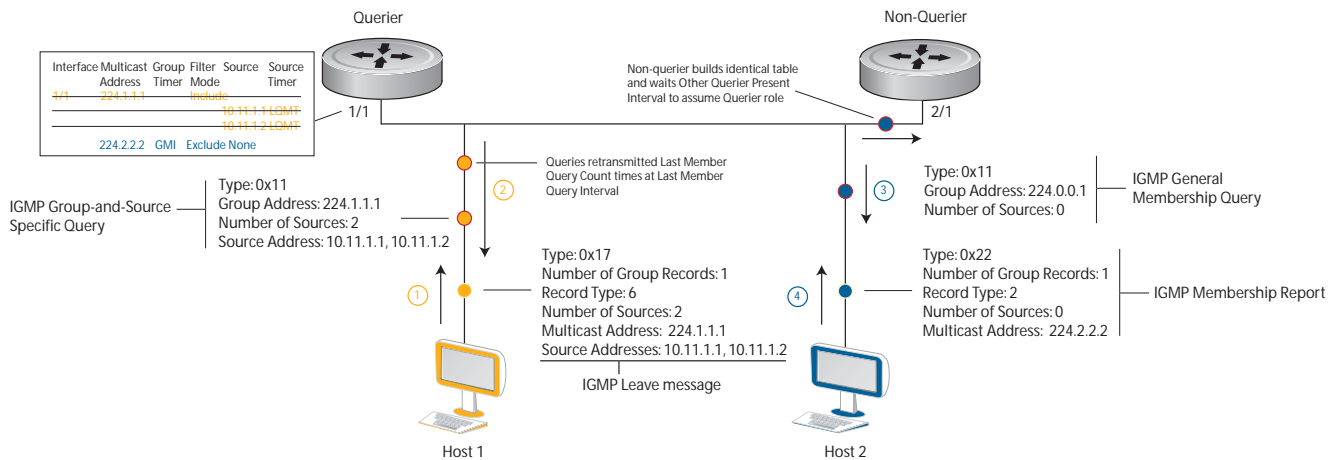 Querier
Non-Querier
Interface Multicast Group Filter Source Source
Address Timer Mode Timer
1/1 224.1.1.1 Include
10.11.1.1 LQMT
10.11.1.2 LQMT
224.2.2.2 GMI Exclude None
1/1
2/1
Non-querier builds identical table
and waits Other Querier Present
Interval to assume Querier role
Queries retransmitted Last Member
Query Count times at Last Member
Query Interval
2
3
IGMP Group-and-Source
Specific Query
Type: 0x11
Group Address: 224.1.1.1
Number of Sources: 2
Source Address: 10.11.1.1, 10.11.1.2
Type: 0x11
Group Address: 224.0.0.1
Number of Sources: 0
IGMP General
Membership Query
1
Type: 0x17
Number of Group Records: 1
Record Type: 6
Number of Sources: 2
Multicast Address: 224.1.1.1
Source Addresses: 10.11.1.1, 10.11.1.2
IGMP Leave message
4
Type: 0x22
Number of Group Records: 1
Record Type: 2
Number of Sources: 0
Multicast Address: 224.2.2.2
IGMP Membership Report
Host 1
Host 2